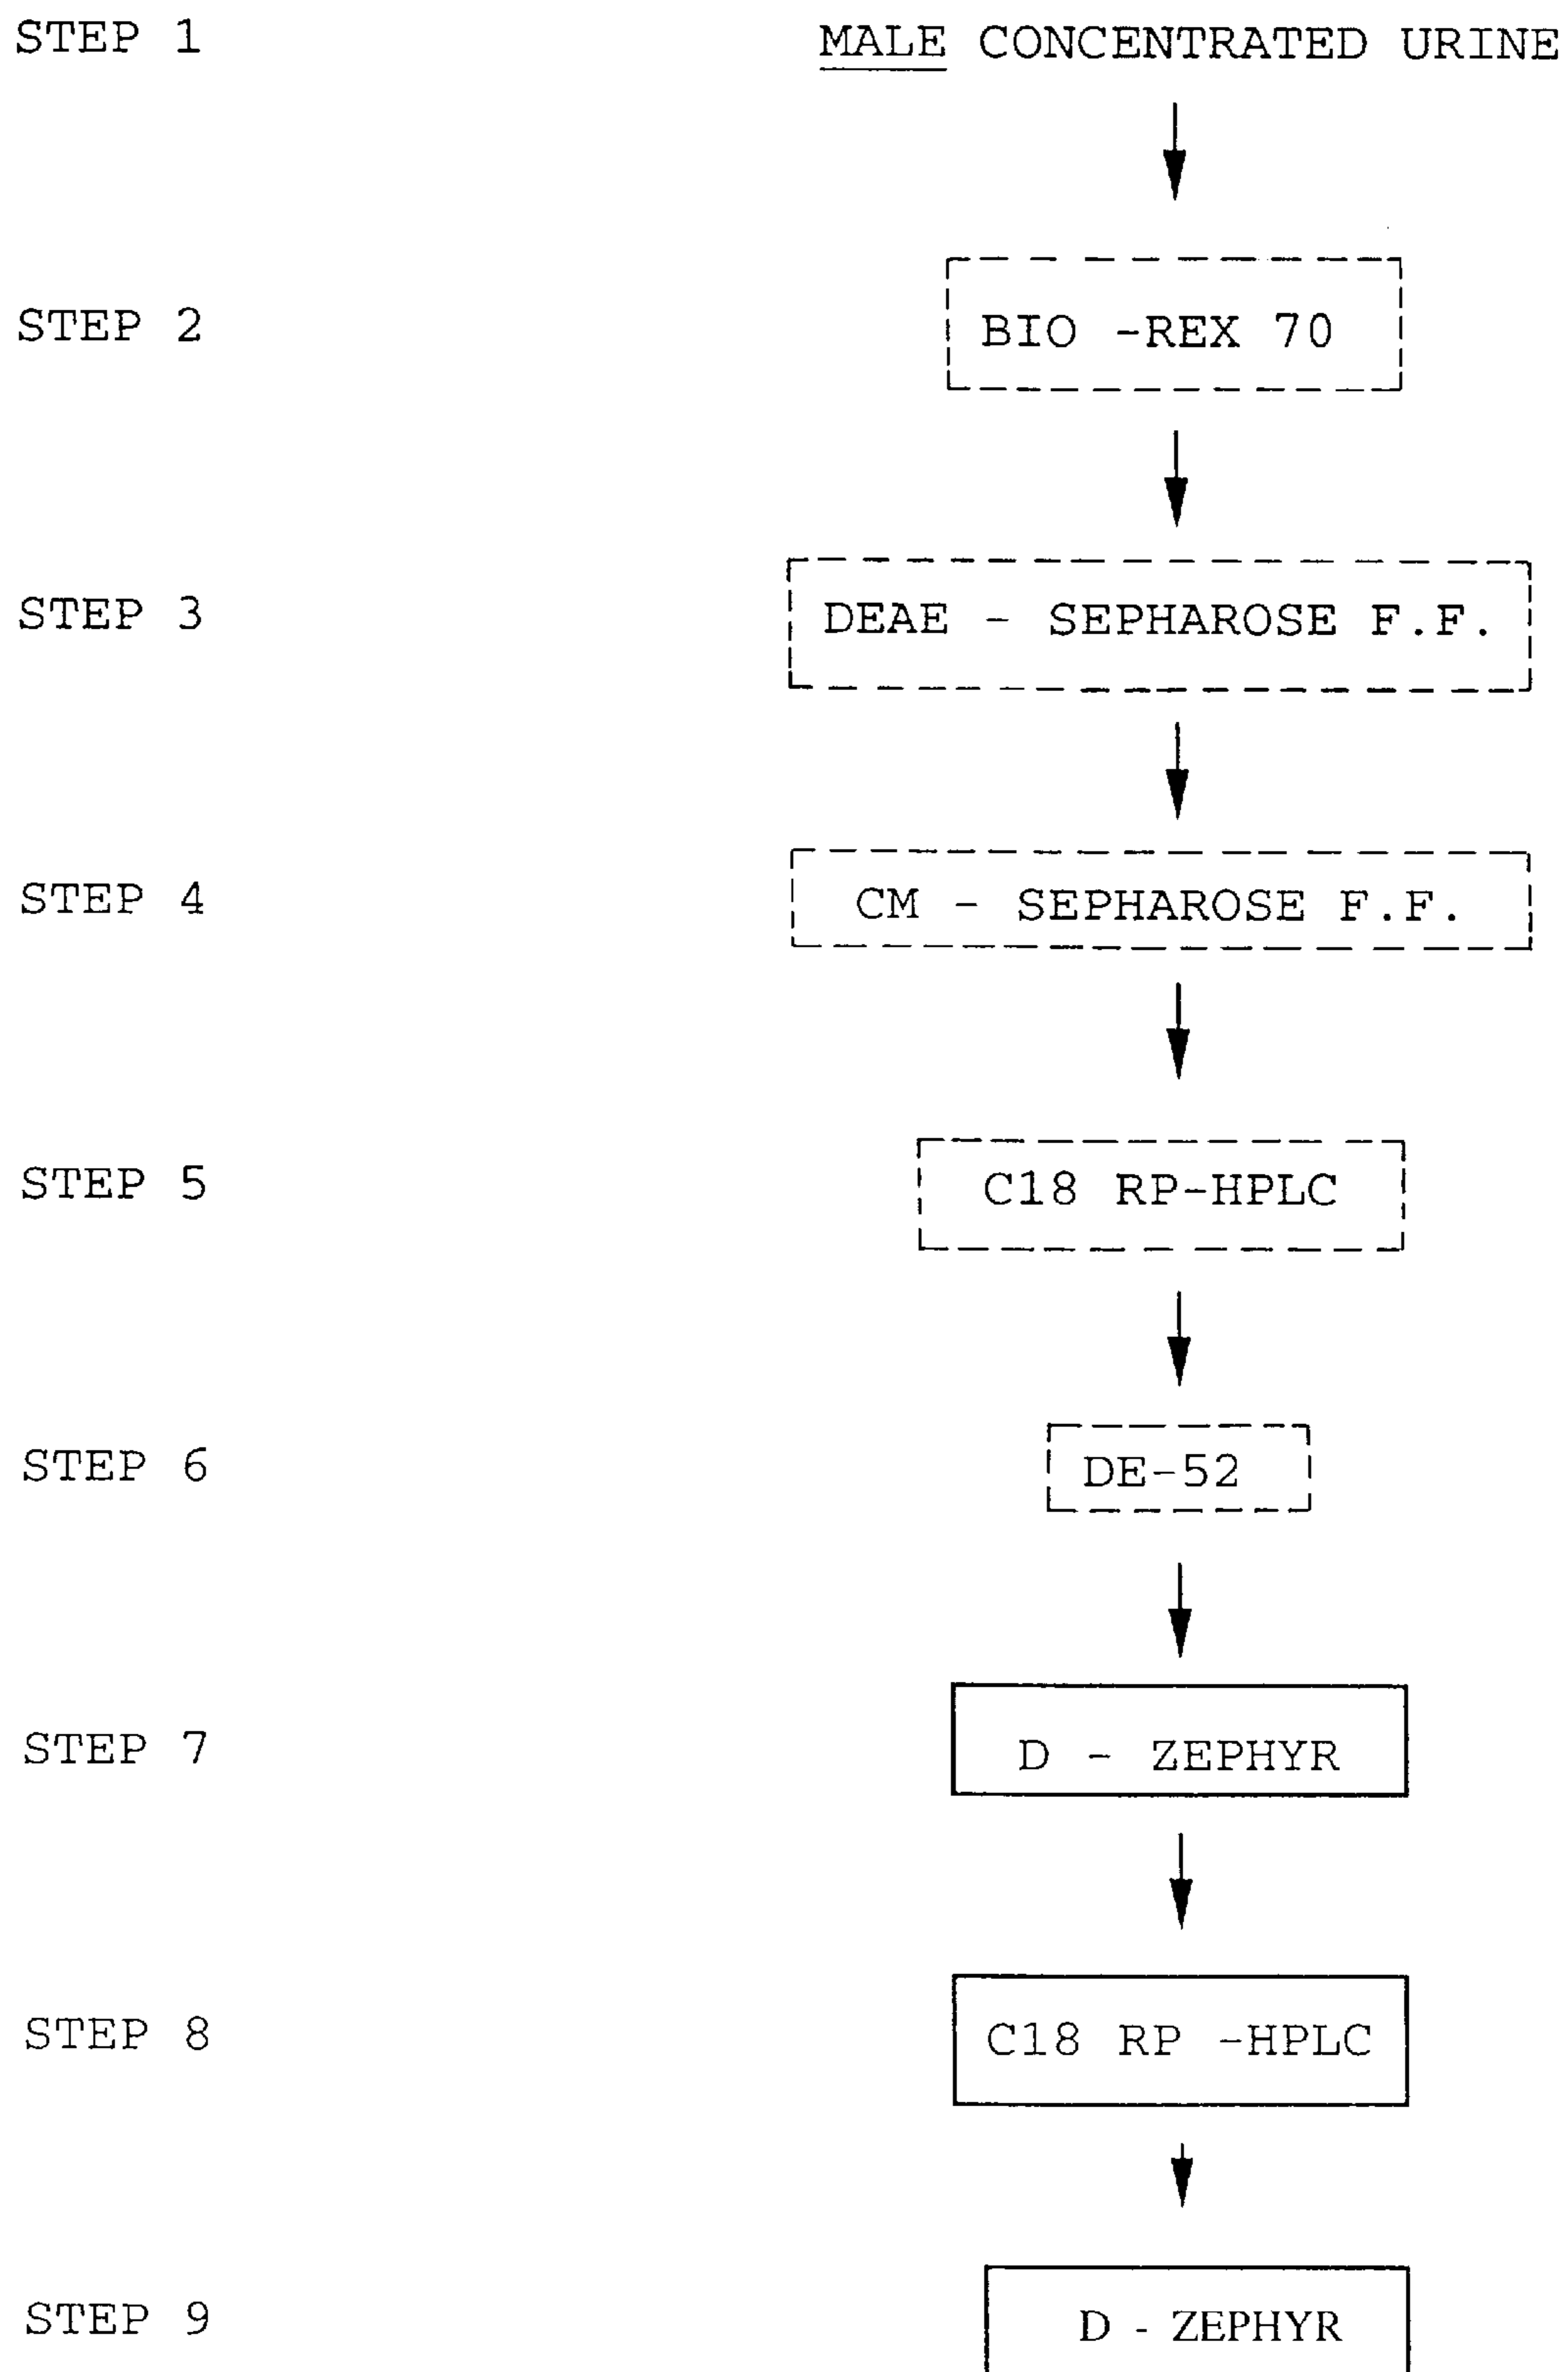 STEP 1 MALE CONCENTRATED URINE
STEP 2 BIO -REX 70
STEP 3 DEAE - SEPHAROSE F.F.
STEP 4 CM - SEPHAROSE F.F.
STEP 5 C18 RP-HPLC
STEP 6 DE-52
STEP 7 D - ZEPHYR
STEP 8 C18 RP -HPLC
STEP 9 D - ZEPHYR